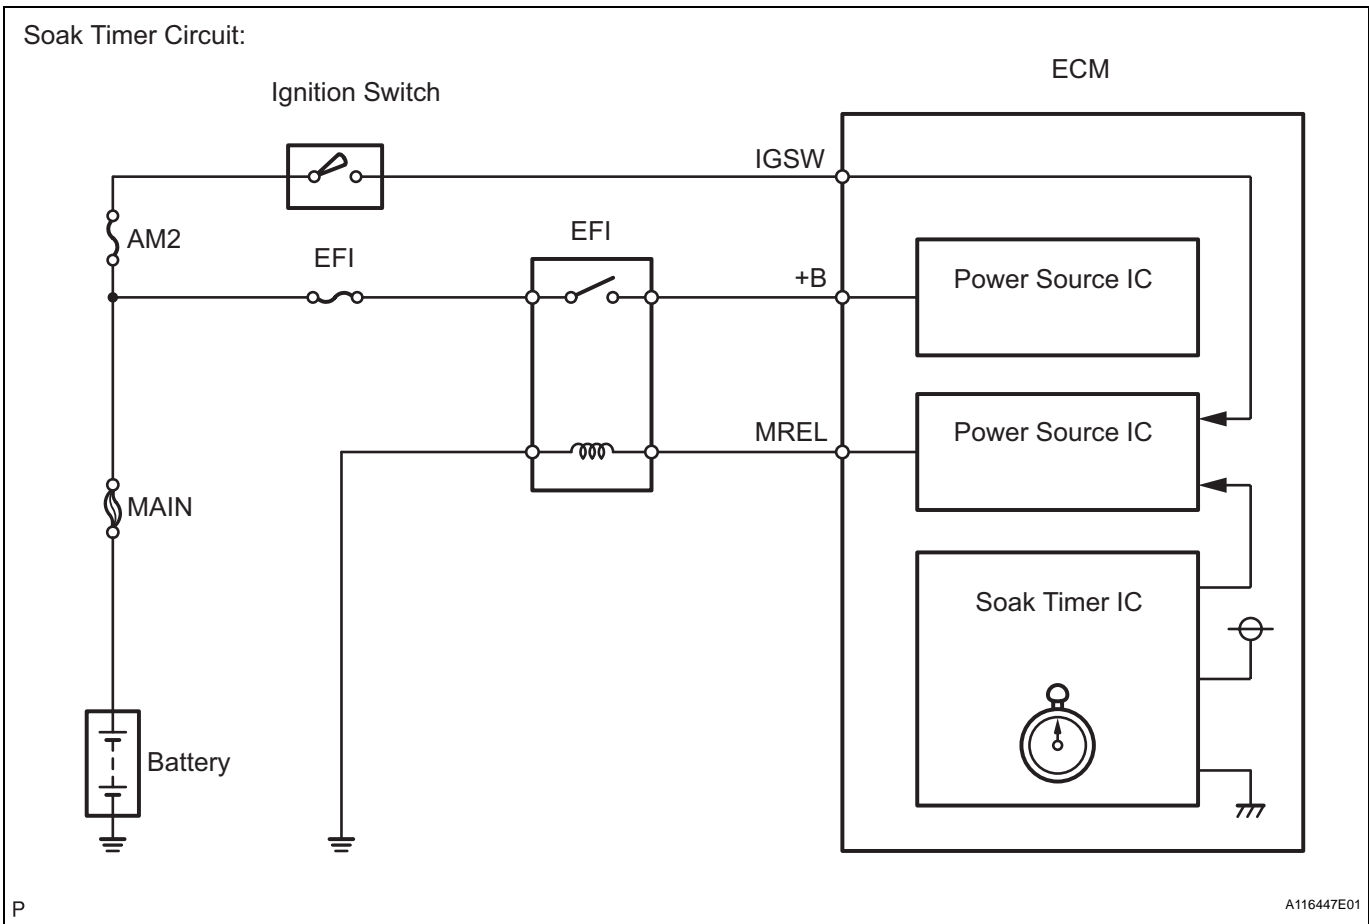 Soak Timer Circuit:
ECM
Ignition Switch
IGSW
AM2
EFI
EFI
+B
Power Source IC
MREL
Power Source IC
MAIN
Soak Timer IC
Battery
P
A116447E01